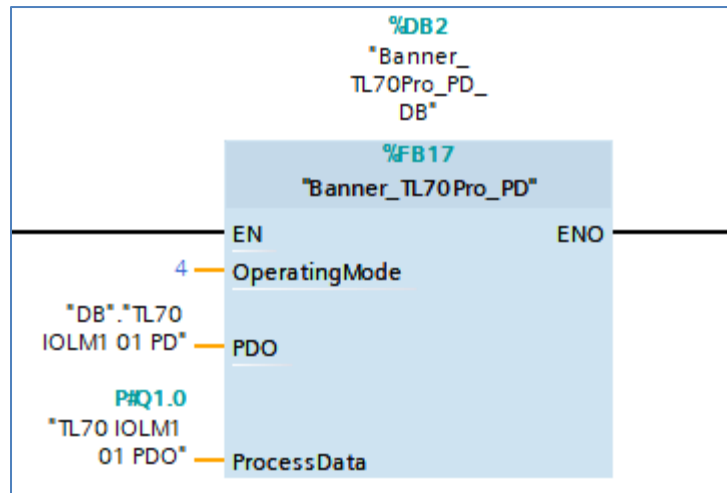 %DB2
"Banner_
TL70Pro_PD_
DB"
%FB17
"Banner_TL70Pro_PD"
EN
ENO
4
OperatingMode
"DB"."TL70
IOLM1 01 PD"
PDO
P#Q1.0
"TL70 IOLM1
01 PDO"
ProcessData